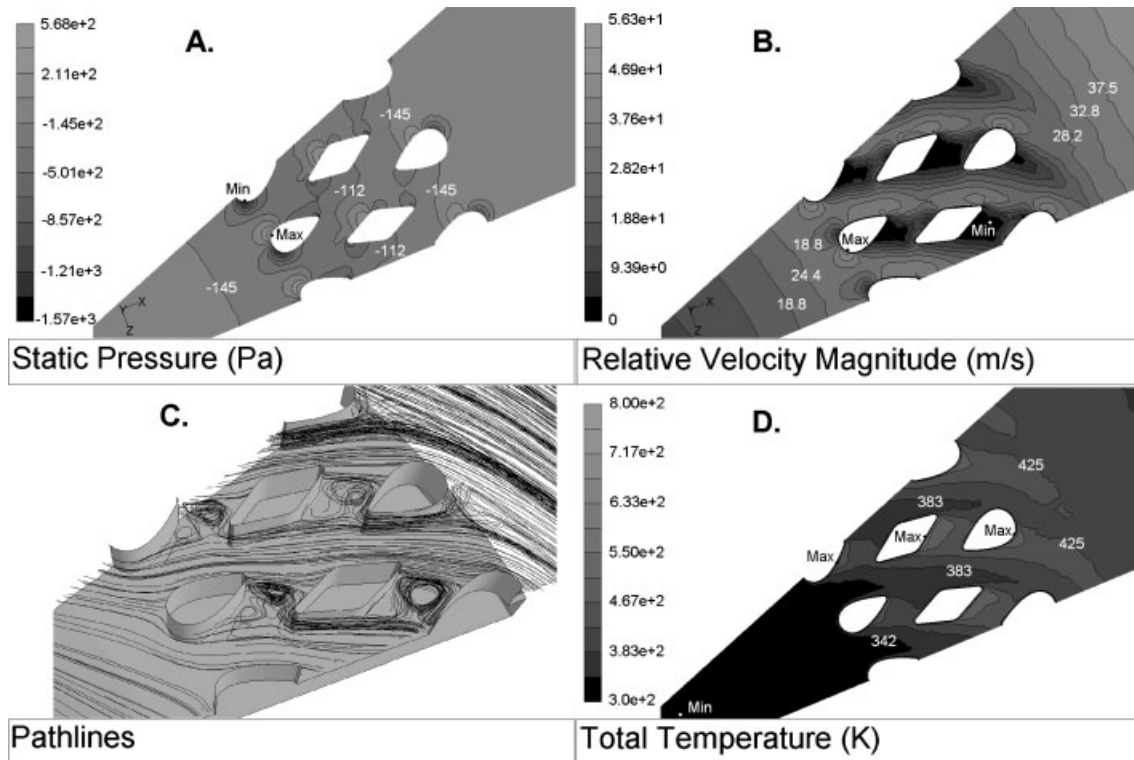 5.68e+2
2.11e+2
-1.45e+2
-5.01e+2
-8.57e+2
-1.21e+3
-1.57e+3
A.
-145
Min
-112
-145
Max
-112
-145
Y X
Z
Static Pressure (Pa)
5.63e+1
4.69e+1
3.76e+1
2.82e+1
1.88e+1
9.39e+0
0
B.
37.5
32.8
28.2
Min
18.8
Max
24.4
18.8
Y X
Z
Relative Velocity Magnitude (m/s)
C.
Pathlines
8.00e+2
7.17e+2
6.33e+2
5.50e+2
4.67e+2
3.83e+2
3.0e+2
D.
425
383
Max
Max
Max
425
383
342
Min
Total Temperature (K)